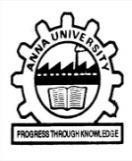 ANNA UNIVERSITY
PROGRESS THROUGH KNOWLEDGE